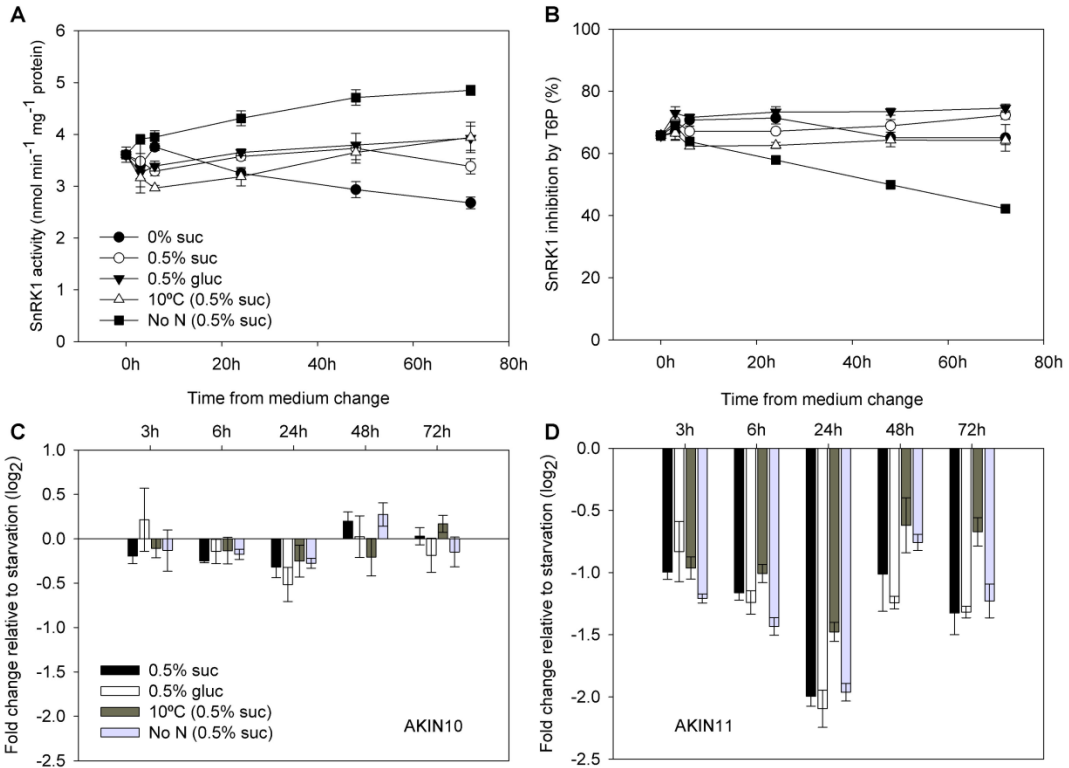 A
SnRK1 activity (nmol min-1 mg-1 protein)
6
5
4
3
2
1
0
0% suc
0.5% suc
0.5% gluc
10ºC (0.5% suc)
No N (0.5% suc)
0h 20h 40h 60h 80h
Time from medium change
B
SnRK1 inhibition by T6P (%)
100
80
60
40
20
0
0h 20h 40h 60h 80h
Time from medium change
C
3h 6h 24h 48h 72h
Fold change relative to starvation (log2)
1.0
0.5
0.0
-0.5
-1.0
-1.5
-2.0
-2.5
0.5% suc
0.5% gluc
10ºC (0.5% suc)
No N (0.5% suc)
AKIN10
D
3h 6h 24h 48h 72h
Fold change relative to starvation (log2)
0.0
-0.5
-1.0
-1.5
-2.0
-2.5
AKIN11